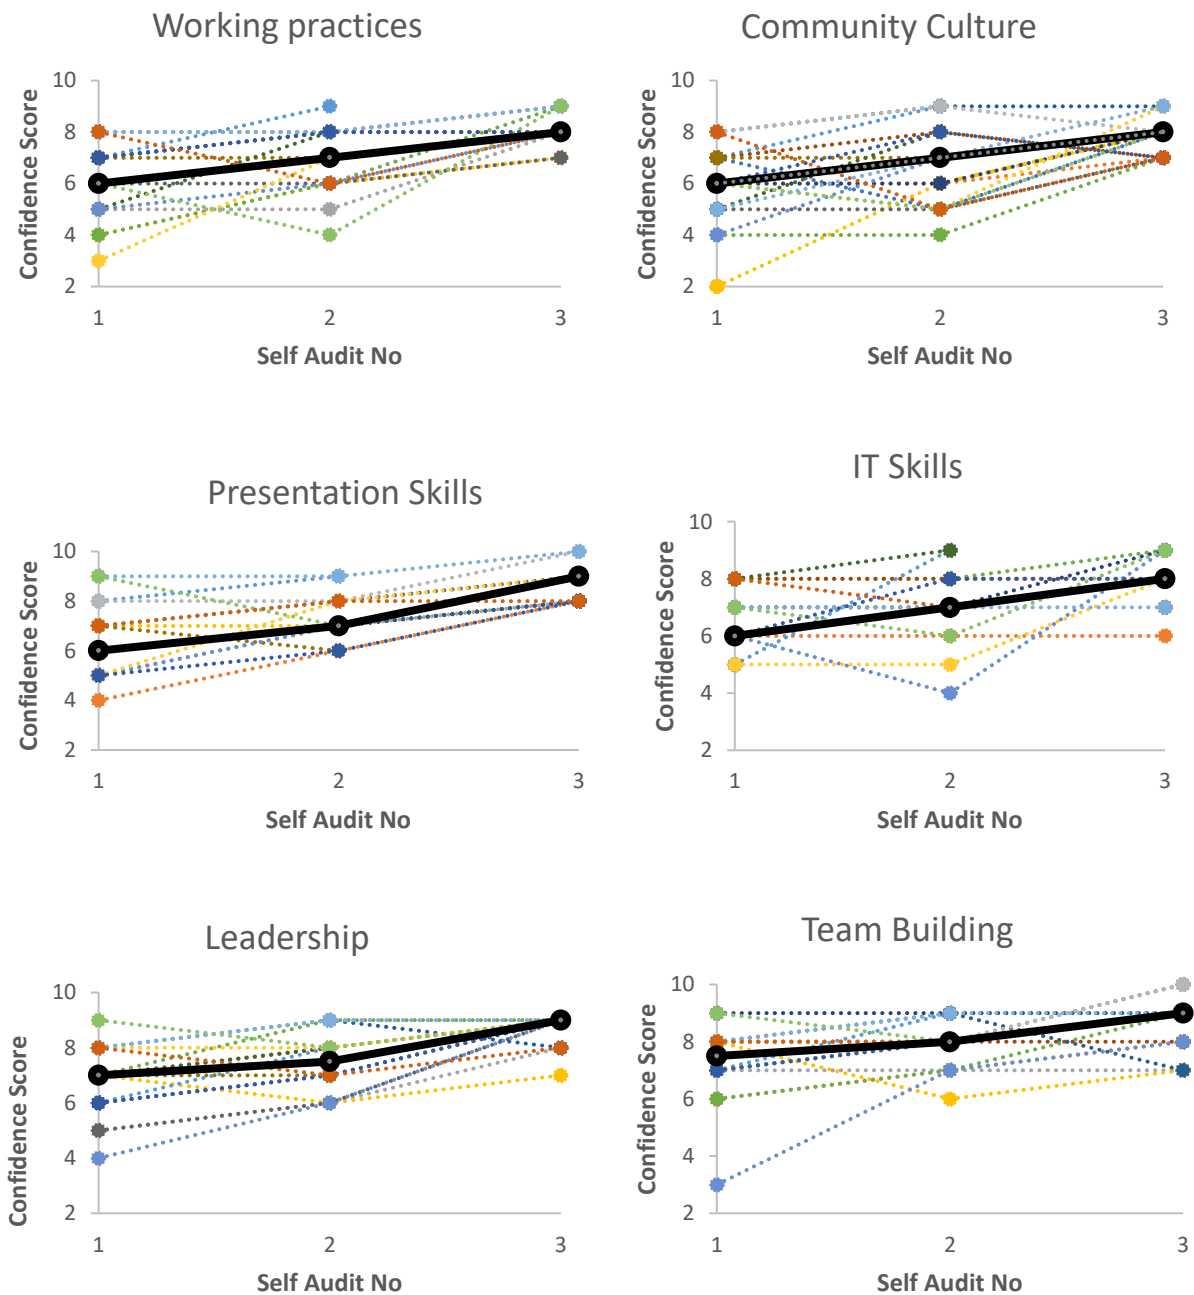 Working practices
Confidence Score
10
8
6
4
2
1 2 3
Self Audit No
Community Culture
Confidence Score
10
8
6
4
2
1 2 3
Self Audit No
Presentation Skills
Confidence Score
10
8
6
4
2
1 2 3
Self Audit No
IT Skills
Confidence Score
10
8
6
4
2
1 2 3
Self Audit No
Leadership
Confidence Score
10
8
6
4
2
1 2 3
Self Audit No
Team Building
Confidence Score
10
8
6
4
2
1 2 3
Self Audit No